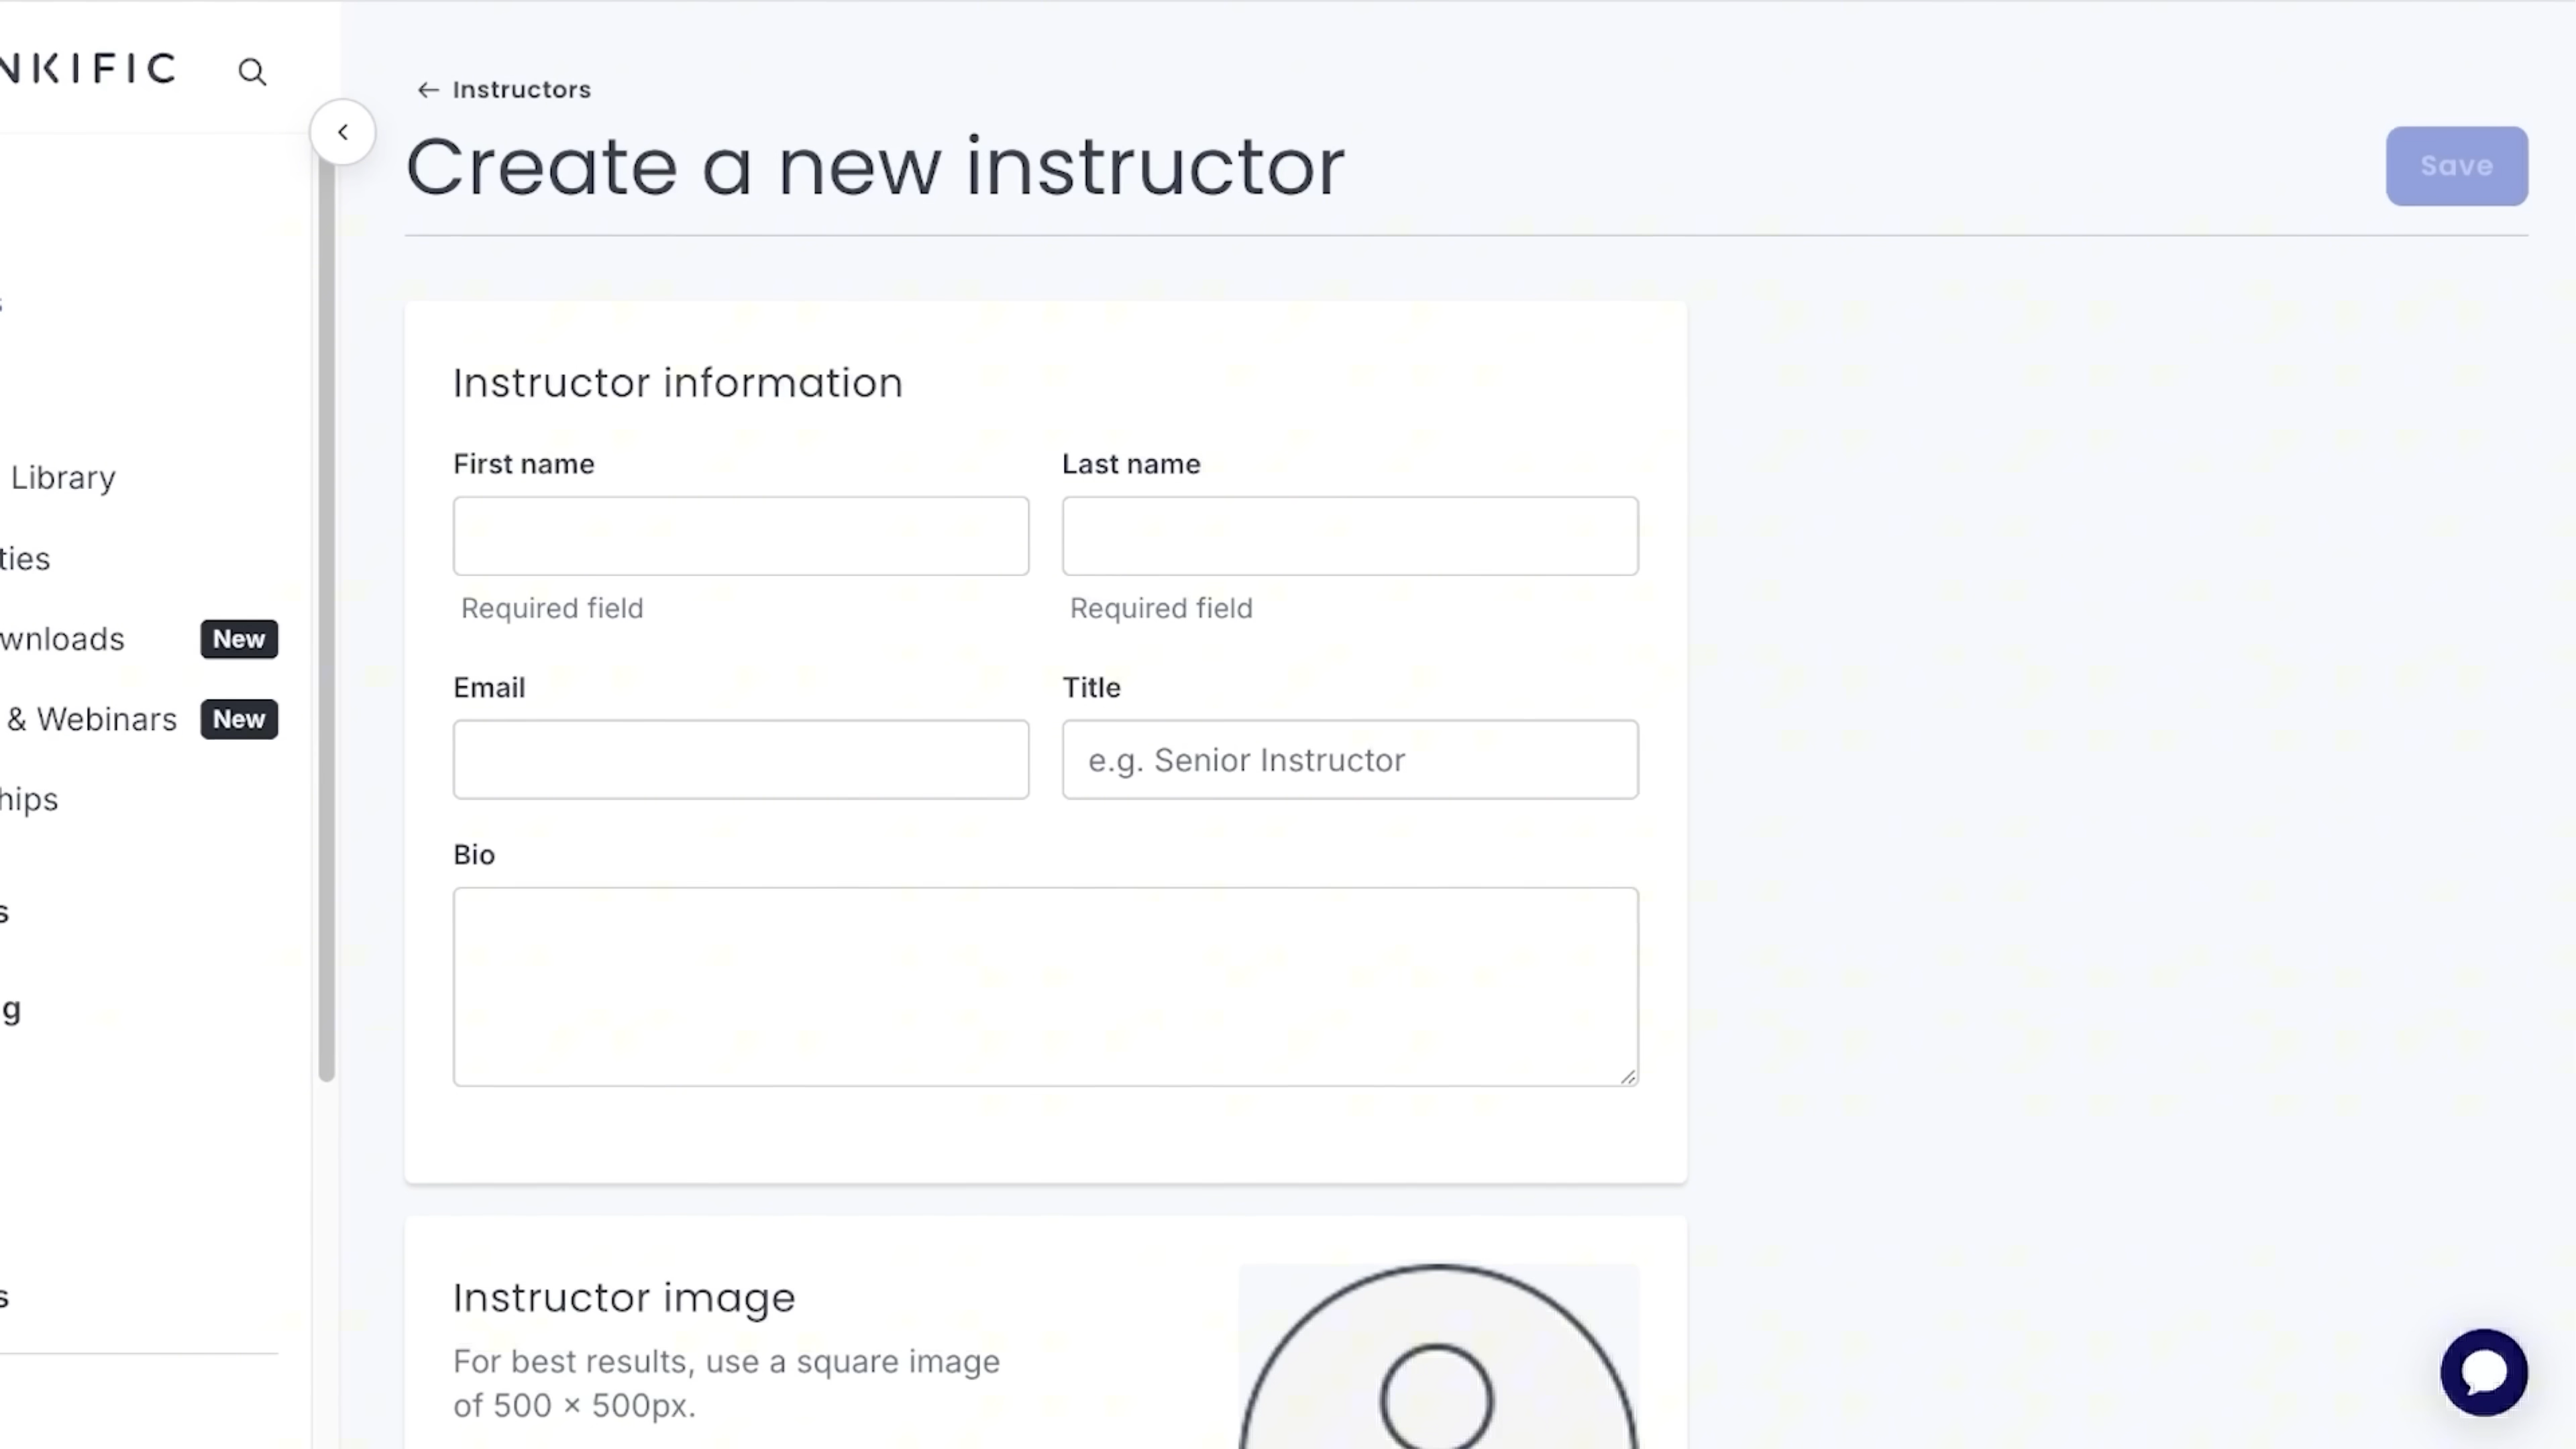 NKIFIC
Library
ties
wnloads New
& Webinars New
hips
s
g
s
Instructors
Create a new instructor
Save
Instructor information
First name Last name
Required field Required field
Email Title
e.g. Senior Instructor
Bio
Instructor image
For best results, use a square image
of 500 × 500px.